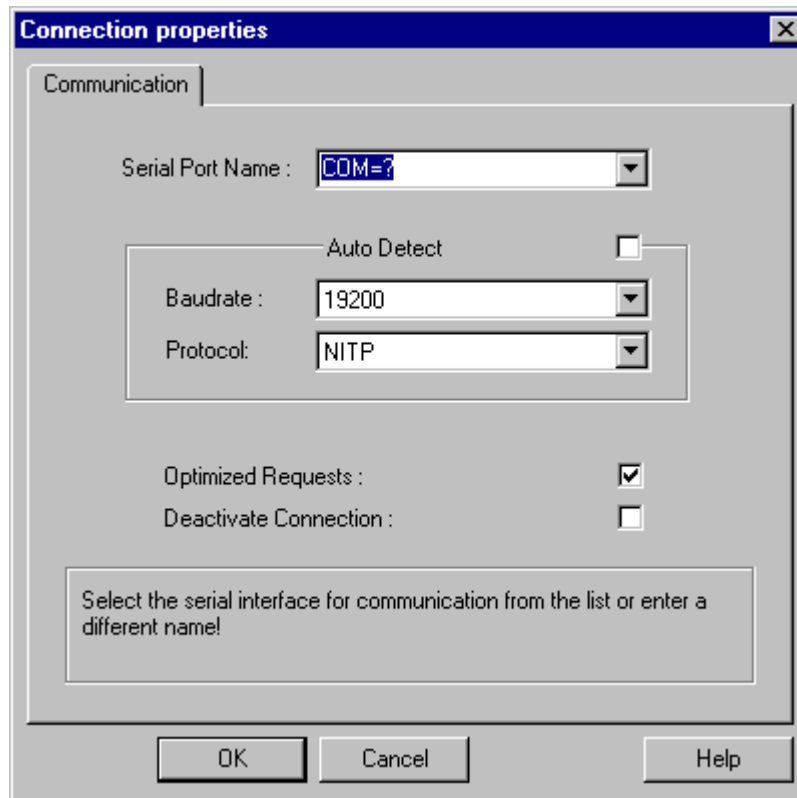 Connection properties
Communication
Serial Port Name :
COM=?
Auto Detect
Baudrate :
19200
Protocol:
NITP
Optimized Requests :
Deactivate Connection :
Select the serial interface for communication from the list or enter a
different name!
OK
Cancel
Help